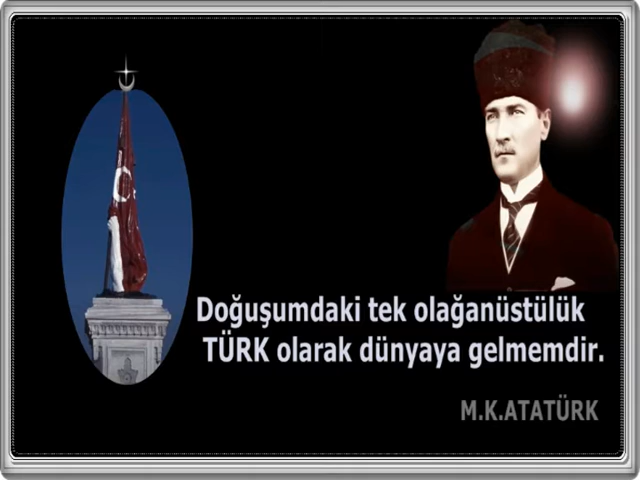 Doğuşumdaki tek olağanüstülük
TÜRK olarak dünyaya gelmemdir.
M.K.ATATÜRK